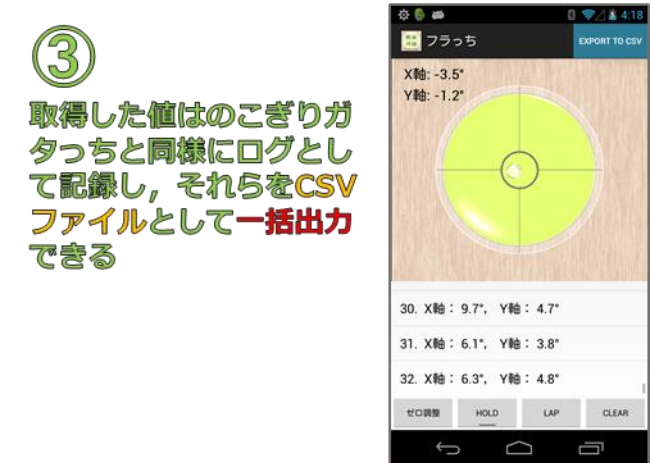 ③
取得した値はのこぎりガ
タっちと同様にログとし
て記録し，それらをCSV
ファイルとして一括出力
できる
4:18
フラっち
EXPORT TO CSV
X軸: -3.5°
Y軸: -1.2°
30. X軸： 9.7°, Y軸： 4.7°
31. X軸： 6.1°, Y軸： 3.8°
32. X軸： 6.3°, Y軸： 4.8°
ゼロ調整 HOLD LAP CLEAR